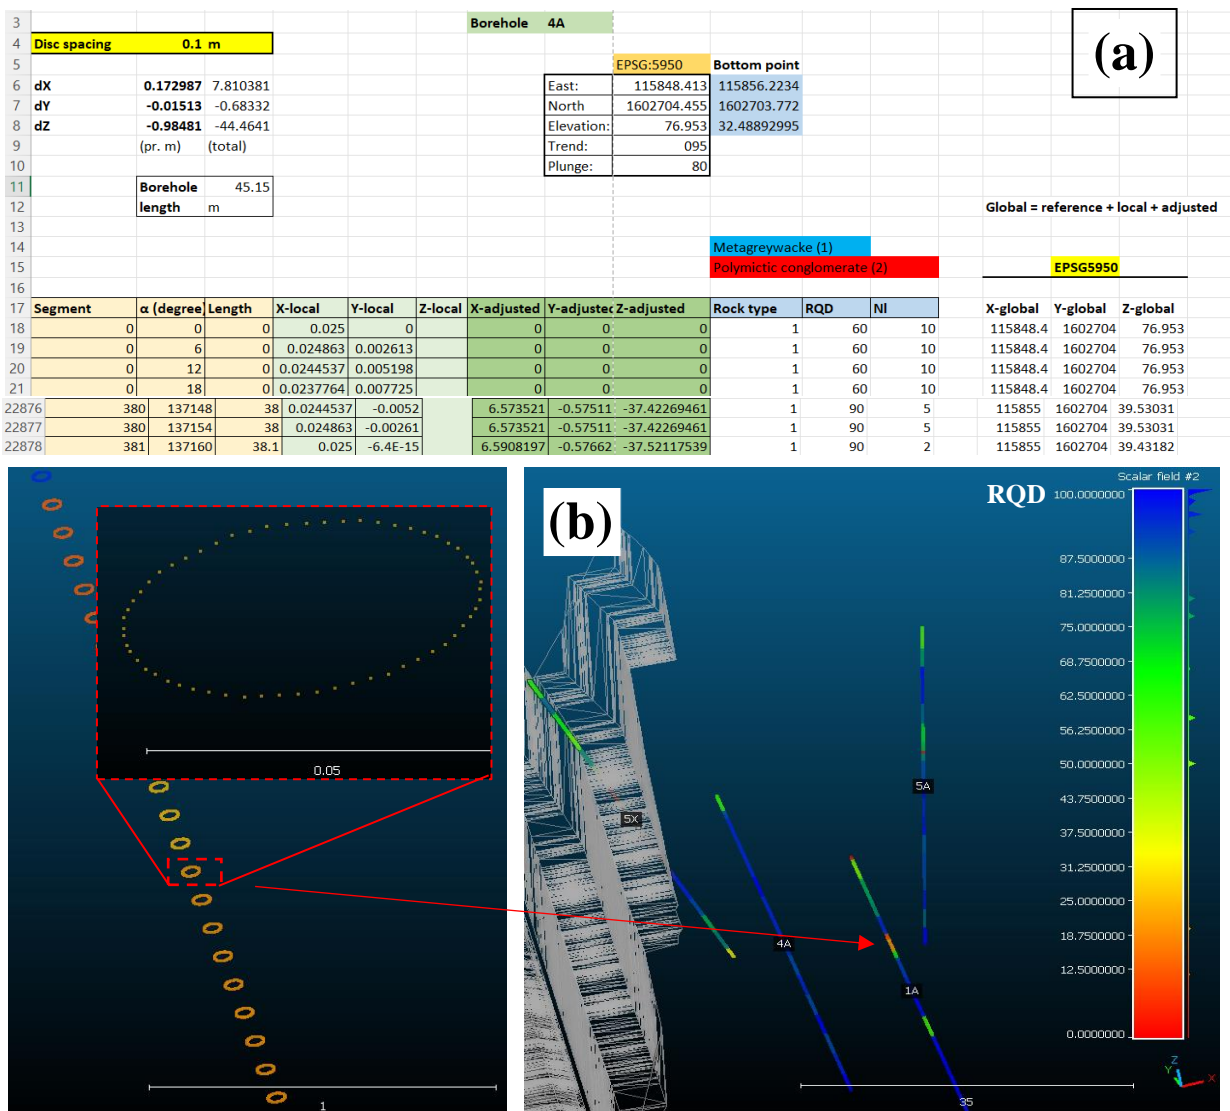 3 Borehole 4A
(a)
4 Disc spacing 0.1 m
5 EPSG:5950 Bottom point
6 dX 0.172987 7.810381 East: 115848.413 115856.2234
7 dY -0.01513 -0.68332 North 1602704.455 1602703.772
8 dZ -0.98481 -44.4641 Elevation: 76.953 32.48892995
9 (pr. m) (total) Trend: 095
10 Plunge: 80
11 Borehole 45.15
12 length m Global = reference + local + adjusted
13
14 Metagreywacke (1)
15 Polymictic conglomerate (2) EPSG5950
16
17 Segment α (degree) Length X-local Y-local Z-local X-adjusted Y-adjustec Z-adjusted Rock type RQD Nl X-global Y-global Z-global
18 0 0 0 0.025 0 0 0 0 1 60 10 115848.4 1602704 76.953
19 0 6 0 0.024863 0.002613 0 0 0 1 60 10 115848.4 1602704 76.953
20 0 12 0 0.0244537 0.005198 0 0 0 1 60 10 115848.4 1602704 76.953
21 0 18 0 0.0237764 0.007725 0 0 0 1 60 10 115848.4 1602704 76.953
22876 380 137148 38 0.0244537 -0.0052 6.573521 -0.57511 -37.42269461 1 90 5 115855 1602704 39.53031
22877 380 137154 38 0.024863 -0.00261 6.573521 -0.57511 -37.42269461 1 90 5 115855 1602704 39.53031
22878 381 137160 38.1 0.025 -6.4E-15 6.5908197 -0.57662 -37.52117539 1 90 2 115855 1602704 39.43182
0.05
1
(b)
Scalar field #2
RQD
100.0000000
87.5000000
81.2500000
75.0000000
68.7500000
62.5000000
56.2500000
50.0000000
43.7500000
37.5000000
31.2500000
25.0000000
18.7500000
12.5000000
0.0000000
5A
5X
4A
1A
35
Z
Y
X